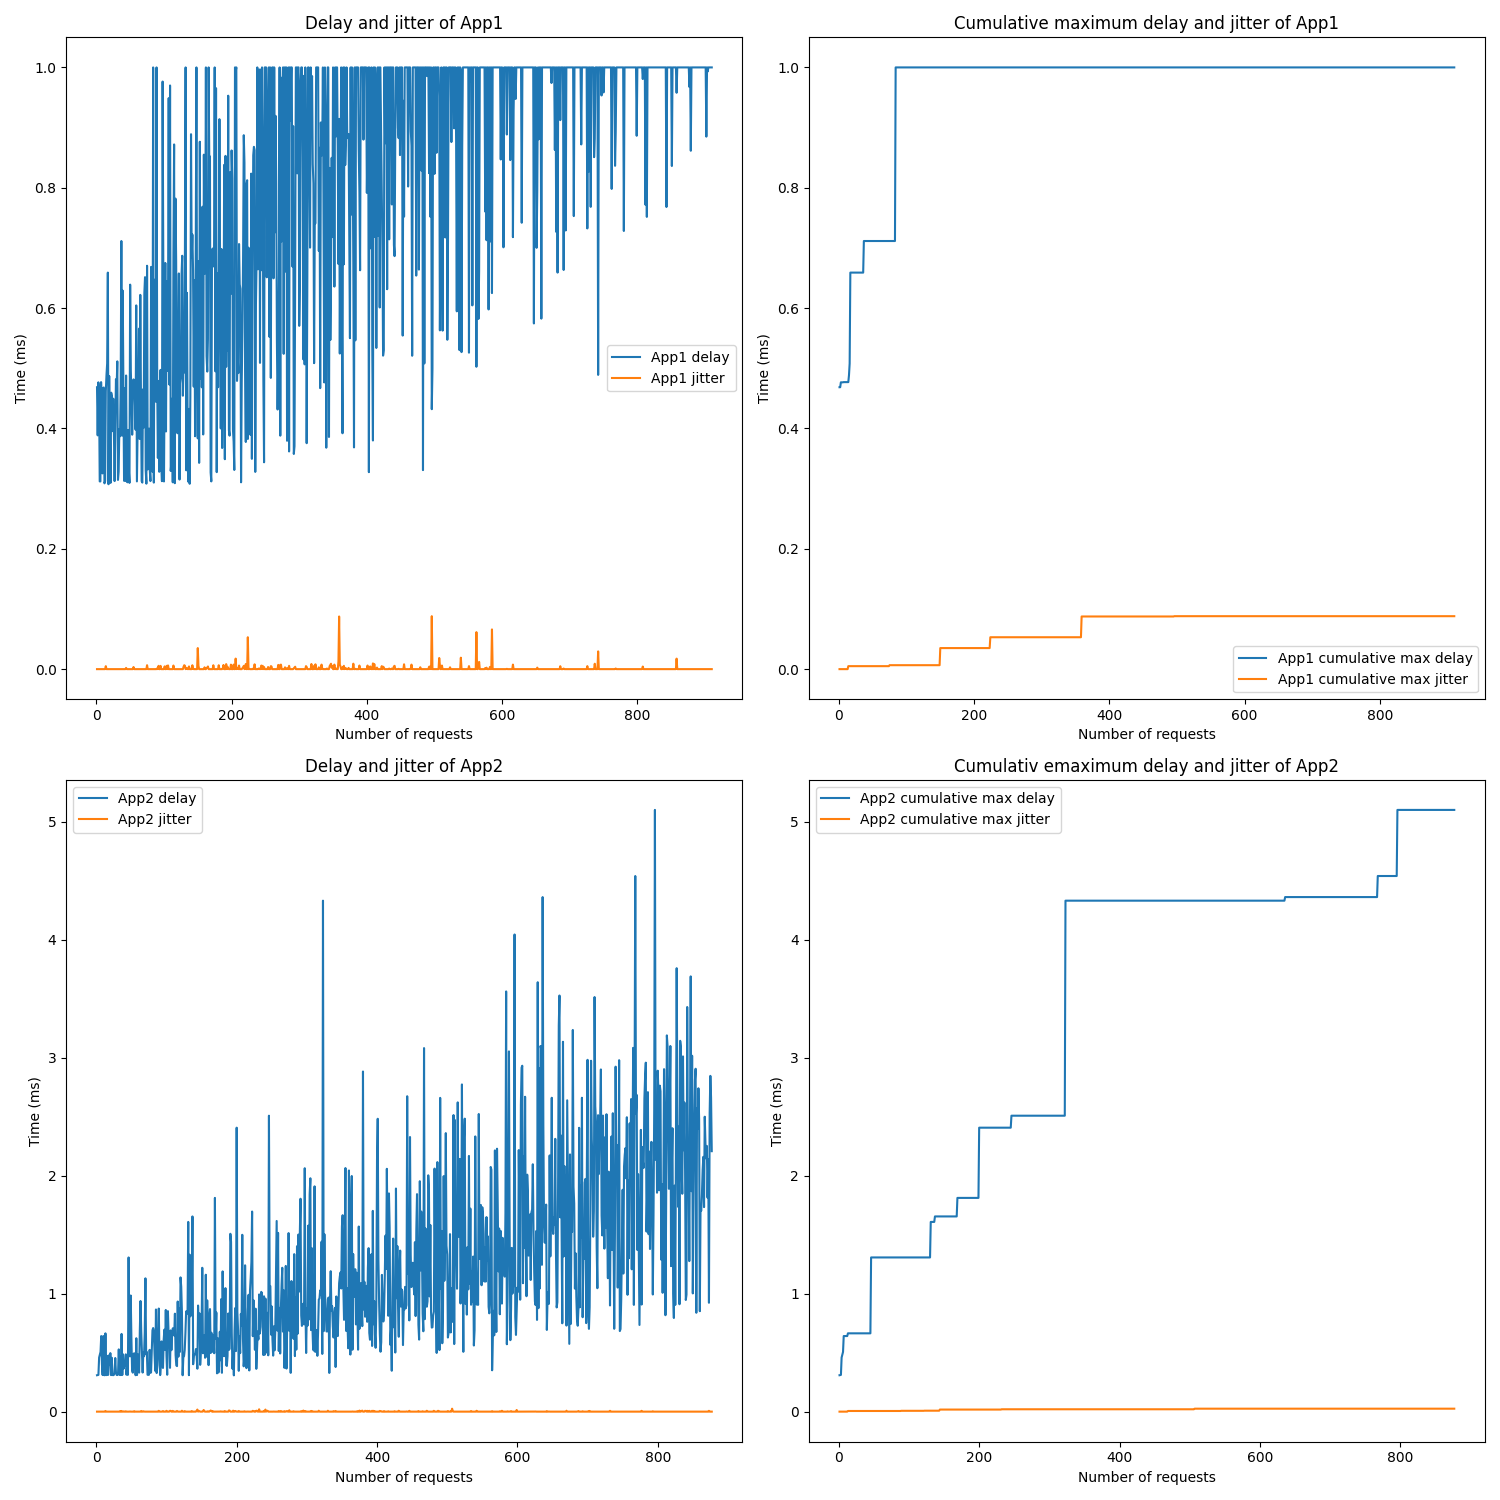 Delay and jitter of App1
1.0
0.8
0.6
0.4
0.2
0.0
Time (ms)
App1 delay
App1 jitter
0 200 400 600 800
Number of requests
Cumulative maximum delay and jitter of App1
1.0
0.8
0.6
0.4
0.2
0.0
Time (ms)
App1 cumulative max delay
App1 cumulative max jitter
0 200 400 600 800
Number of requests
Delay and jitter of App2
App2 delay
App2 jitter
5
4
3
2
1
0
Time (ms)
0 200 400 600 800
Number of requests
Cumulativ emaximum delay and jitter of App2
App2 cumulative max delay
App2 cumulative max jitter
5
4
3
2
1
0
Time (ms)
0 200 400 600 800
Number of requests